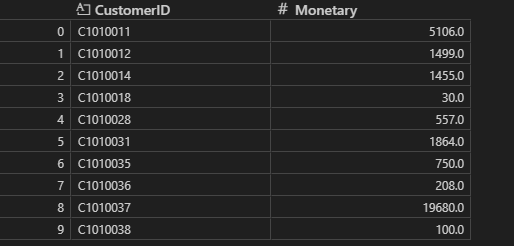 CustomerID # Monetary
0 C1010011 5106.0
1 C1010012 1499.0
2 C1010014 1455.0
3 C1010018 30.0
4 C1010028 557.0
5 C1010031 1864.0
6 C1010035 750.0
7 C1010036 208.0
8 C1010037 19680.0
9 C1010038 100.0